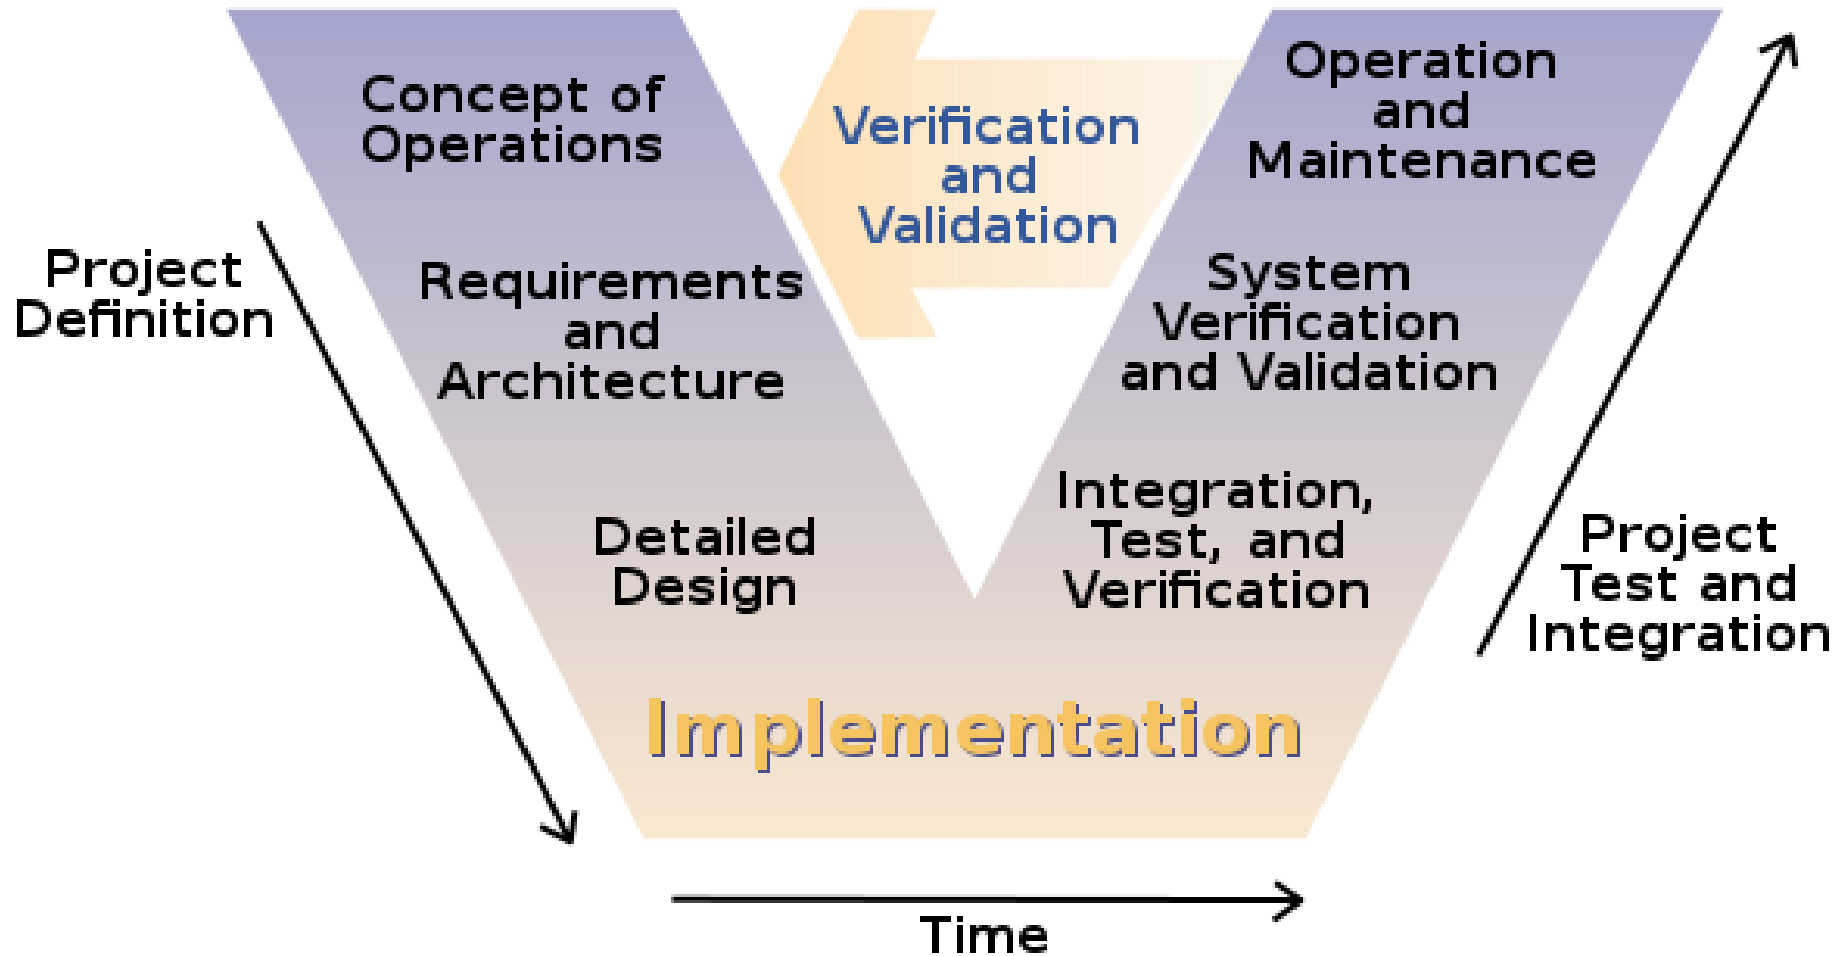 Concept of
Operations
Verification
and
Validation
Operation
and
Maintenance
Project
Definition
Requirements
and
Architecture
System
Verification
and Validation
Detailed
Design
Integration,
Test, and
Verification
Project
Test and
Integration
Implementation
Time